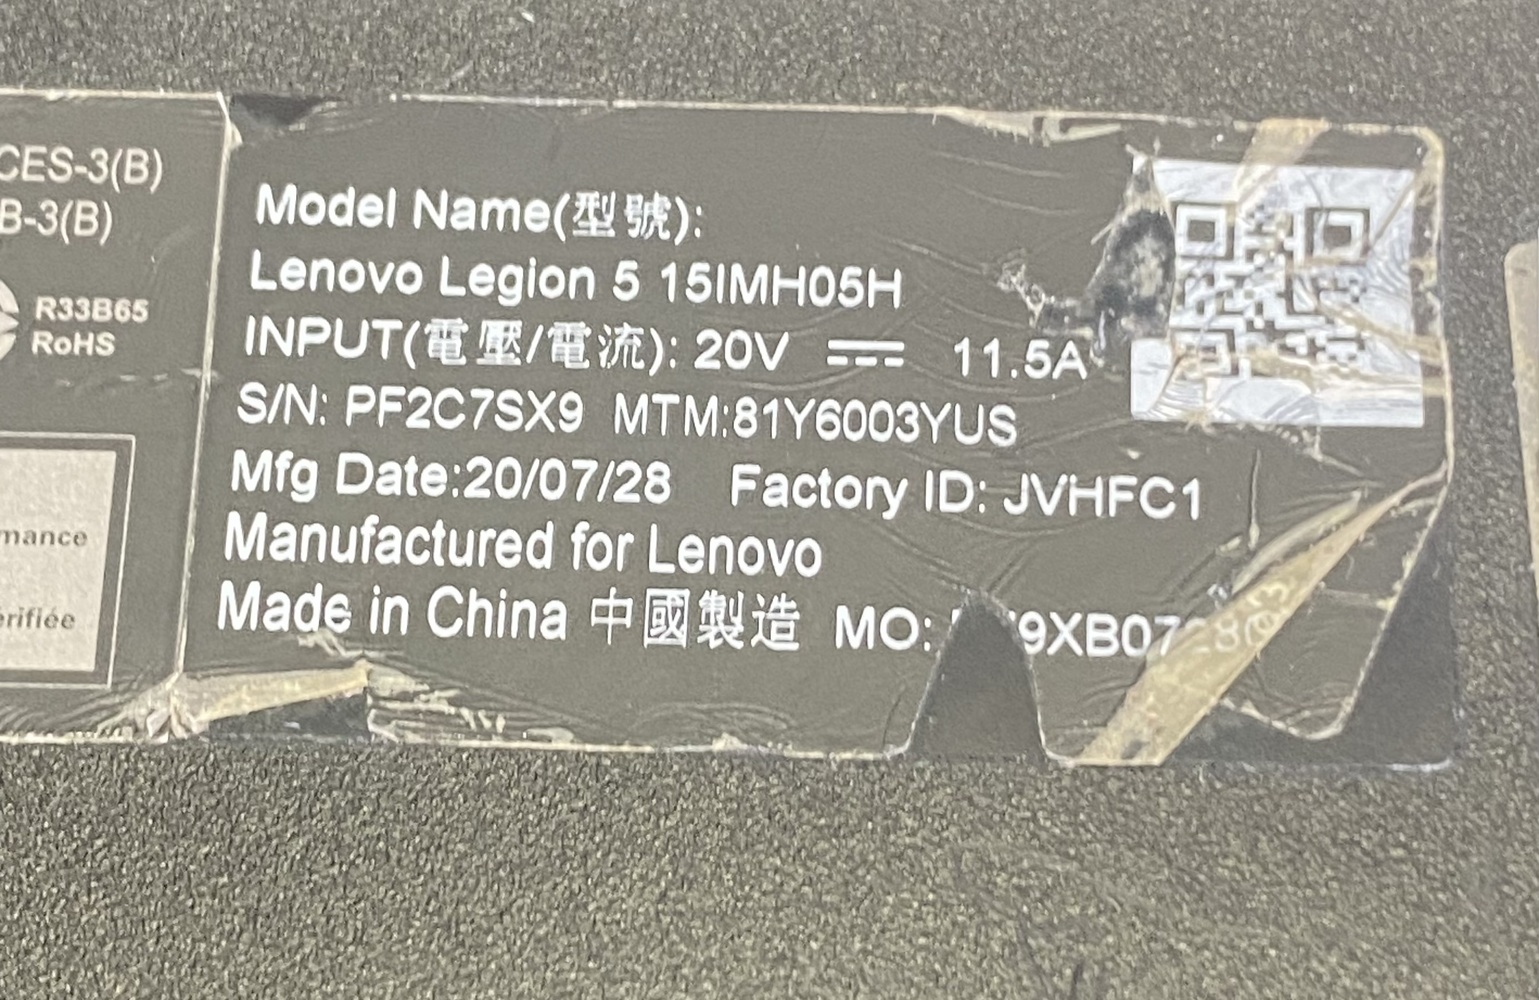 CES-3(B)
B-3(B)
R33B65
RoHS
mance
érifiée
Model Name(型號):
Lenovo Legion 5 15IMH05H
INPUT(電壓/電流): 20V ⎓ 11.5A
S/N: PF2C7SX9 MTM:81Y6003YUS
Mfg Date:20/07/28 Factory ID: JVHFC1
Manufactured for Lenovo
Made in China 中國製造 MO: